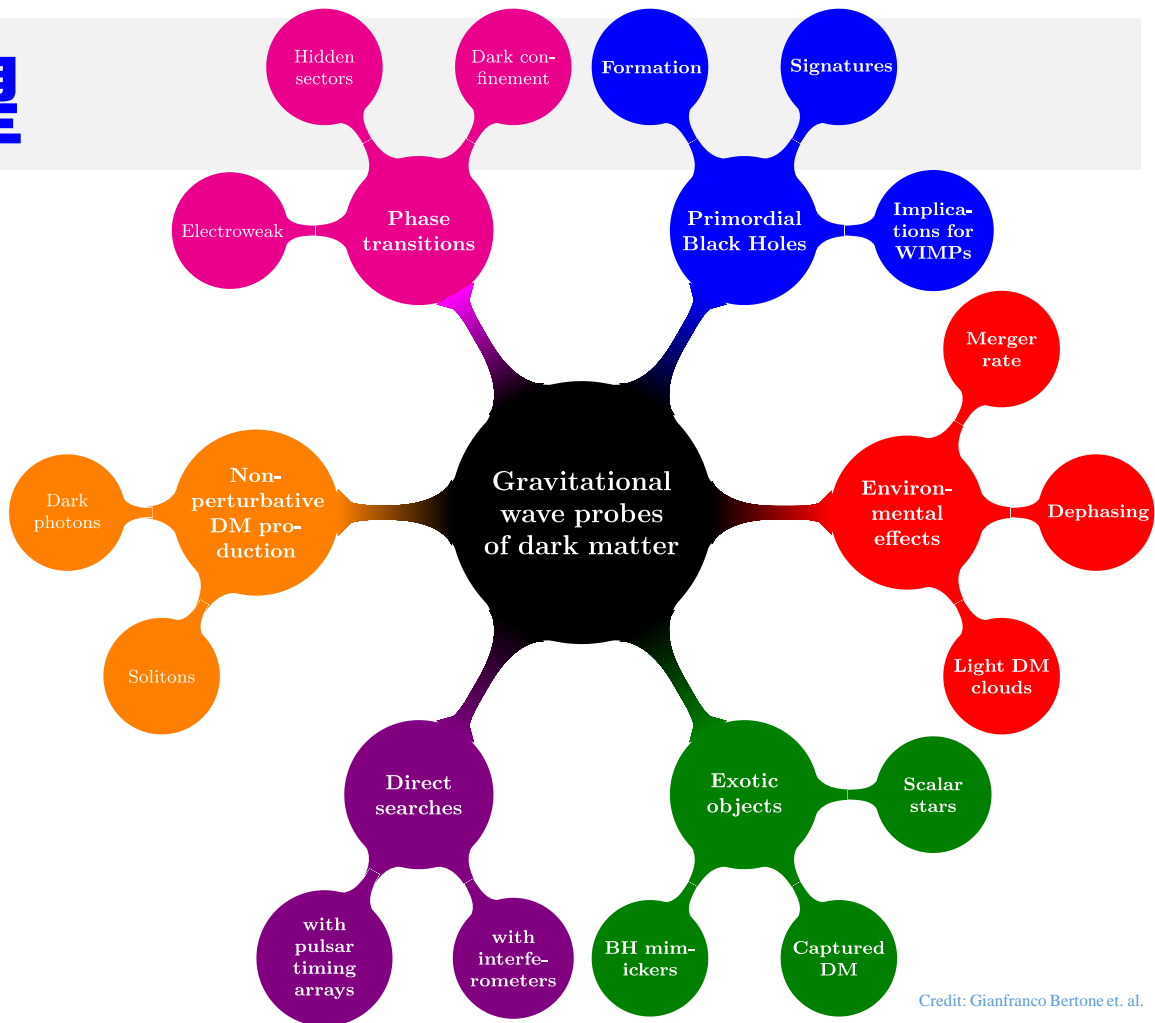 Hidden
sectors
Dark con-
finement
Formation
Signatures
Electroweak
Phase
transitions
Primordial
Black Holes
Implica-
tions for
WIMPs
Merger
rate
Non-
perturbative
DM pro-
duction
Dark
photons
Solitons
Gravitational
wave probes
of dark matter
Environ-
mental
effects
Dephasing
Light DM
clouds
Direct
searches
with
pulsar
timing
arrays
with
interfe-
rometers
Exotic
objects
Scalar
stars
BH mim-
ickers
Captured
DM
Credit: Gianfranco Bertone et. al.